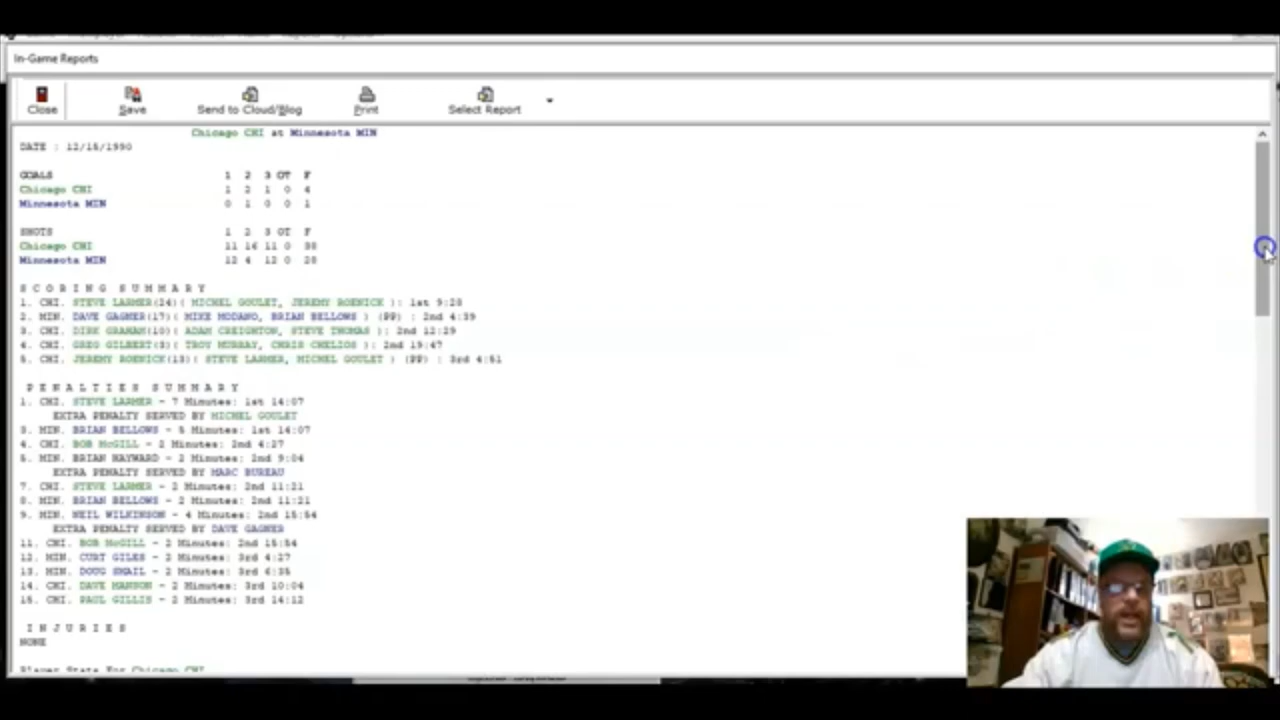 In-Game Reports
Close Save Send to Cloud/Blog Print Select Report
Chicago CHI at Minnesota MIN
DATE : 12/18/1990
GOALS 1 2 3 OT F
Chicago CHI 1 2 1 0 4
Minnesota MIN 0 1 0 0 1
SHOTS 1 2 3 OT F
Chicago CHI 11 16 11 0 38
Minnesota MIN 12 4 12 0 28
S C O R I N G S U M M A R Y
1. CHI. STEVE LARMER(24)( MICHEL GOULET, JEREMY ROENICK ): 1st 9:28
2. MIN. DAVE GAGNER(17)( MIKE MODANO, BRIAN BELLOWS ) (PP) : 2nd 4:39
3. CHI. DIRK GRAHAM(10)( ADAM CREIGHTON, STEVE THOMAS ): 2nd 12:29
4. CHI. GREG GILBERT(3)( TROY MURRAY, CHRIS CHELIOS ): 2nd 19:47
5. CHI. JEREMY ROENICK(13)( STEVE LARMER, MICHEL GOULET ) (PP) : 3rd 4:51
P E N A L T I E S S U M M A R Y
1. CHI. STEVE LARMER - 7 Minutes: 1st 14:07
EXTRA PENALTY SERVED BY MICHEL GOULET
3. MIN. BRIAN BELLOWS - 5 Minutes: 1st 14:07
4. CHI. BOB McGILL - 2 Minutes: 2nd 4:27
5. MIN. BRIAN HAYWARD - 2 Minutes: 2nd 9:04
EXTRA PENALTY SERVED BY MARC BUREAU
7. CHI. STEVE LARMER - 2 Minutes: 2nd 11:21
8. MIN. BRIAN BELLOWS - 2 Minutes: 2nd 11:21
9. MIN. NEIL WILKINSON - 4 Minutes: 2nd 15:54
EXTRA PENALTY SERVED BY DAVE GAGNER
11. CHI. BOB McGILL - 2 Minutes: 2nd 15:54
12. MIN. CURT GILES - 2 Minutes: 3rd 4:27
13. MIN. DOUG SMAIL - 2 Minutes: 3rd 6:35
14. CHI. DAVE MANSON - 2 Minutes: 3rd 10:04
15. CHI. PAUL GILLIS - 2 Minutes: 3rd 14:12
I N J U R I E S
NONE
Player Stats For Chicago CHI